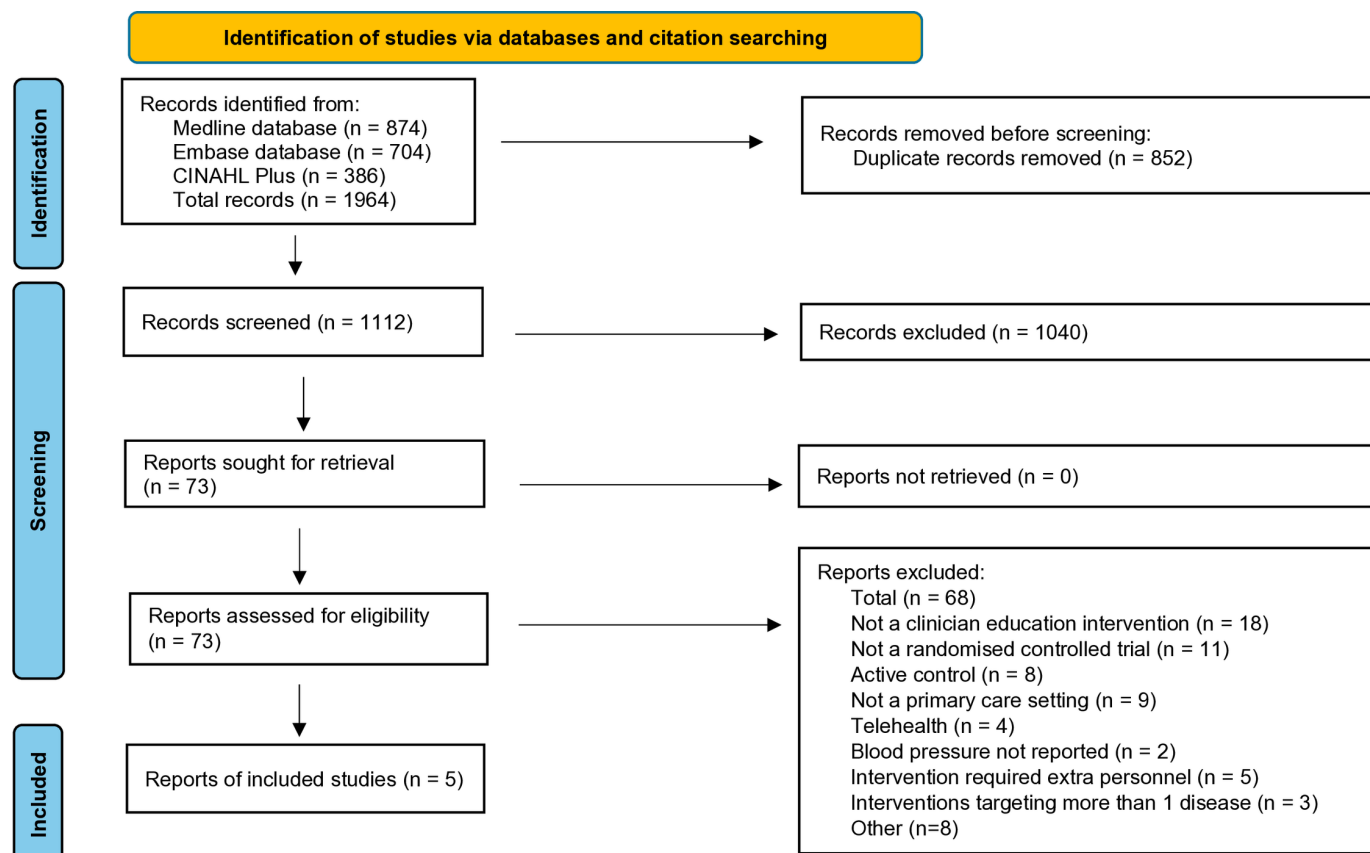 Identification of studies via databases and citation searching
Identification
Records identified from:
Medline database (n = 874)
Embase database (n = 704)
CINAHL Plus (n = 386)
Total records (n = 1964)
Records removed before screening:
Duplicate records removed (n = 852)
Screening
Records screened (n = 1112)
Records excluded (n = 1040)
Reports sought for retrieval
(n = 73)
Reports not retrieved (n = 0)
Reports assessed for eligibility
(n = 73)
Reports excluded:
Total (n = 68)
Not a clinician education intervention (n = 18)
Not a randomised controlled trial (n = 11)
Active control (n = 8)
Not a primary care setting (n = 9)
Telehealth (n = 4)
Blood pressure not reported (n = 2)
Intervention required extra personnel (n = 5)
Interventions targeting more than 1 disease (n = 3)
Other (n=8)
Included
Reports of included studies (n = 5)